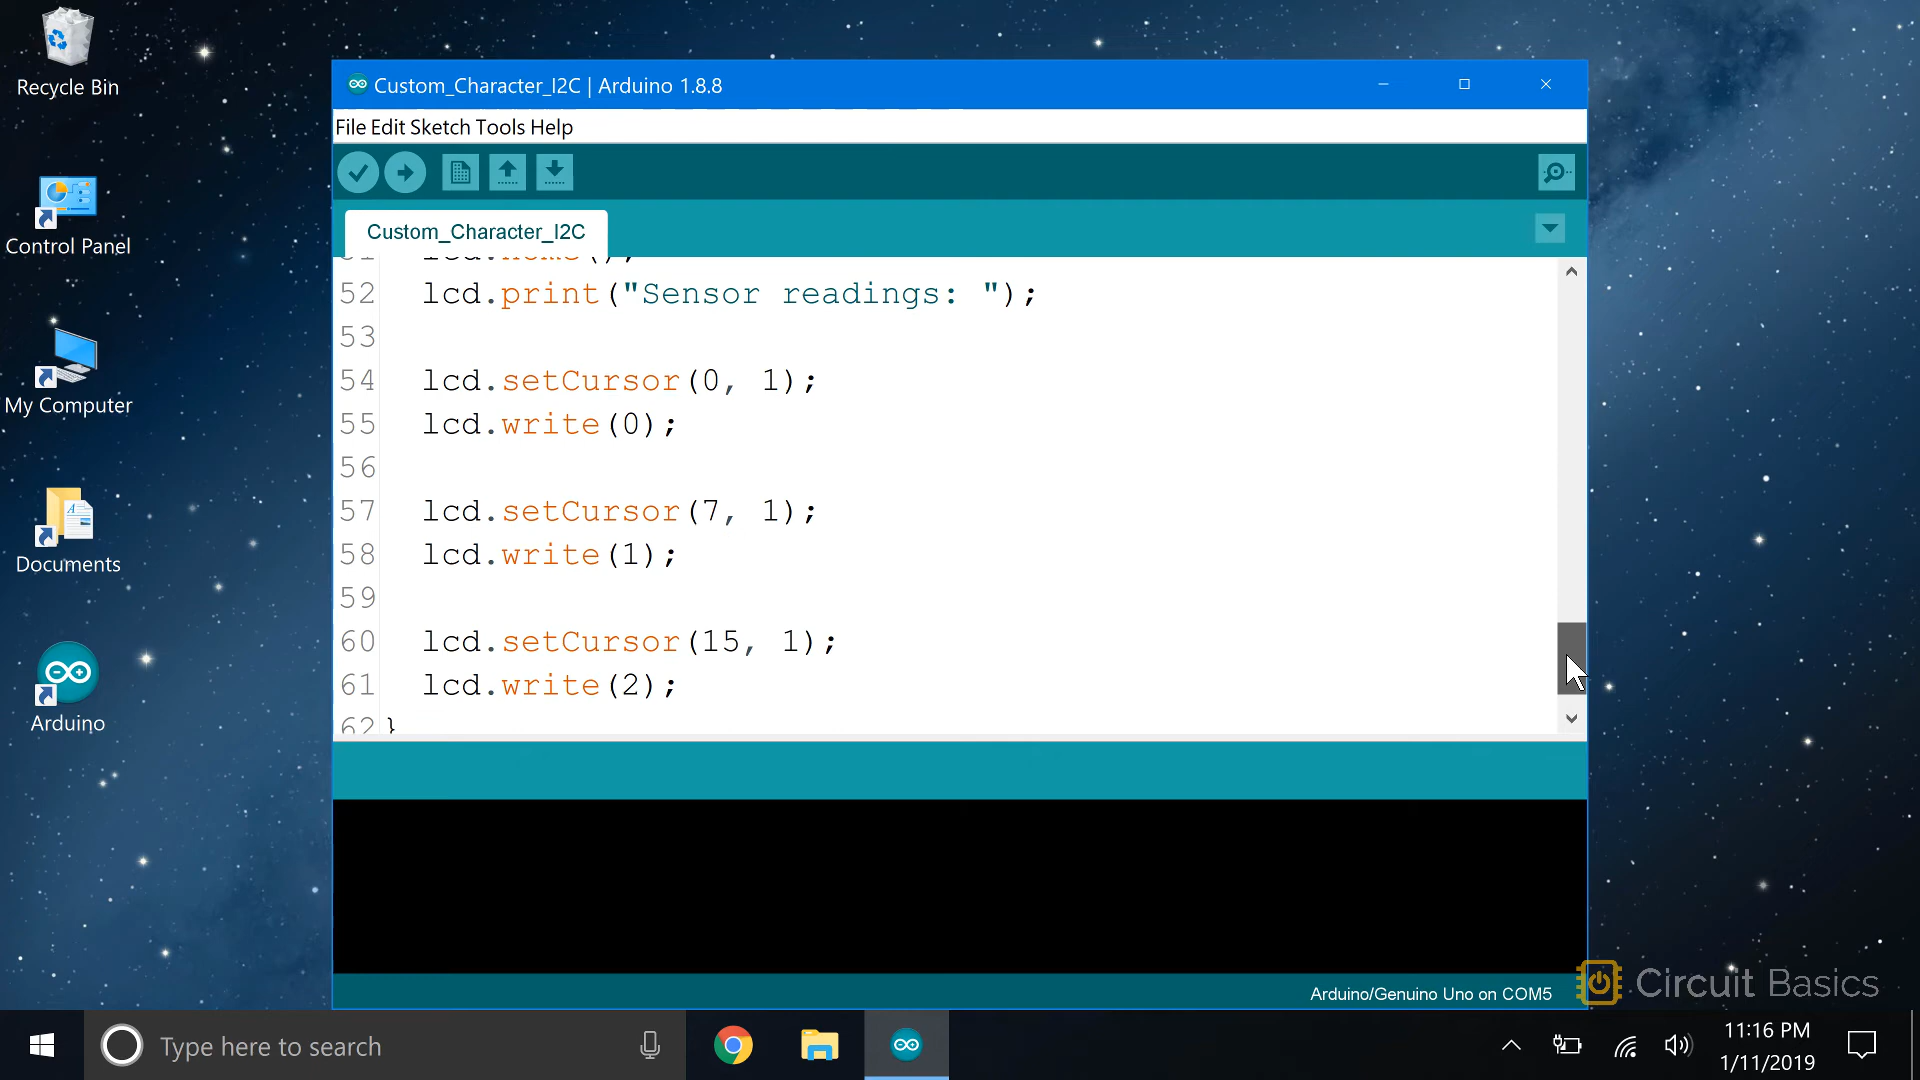 Recycle Bin
Control Panel
My Computer
Documents
Arduino
Custom_Character_I2C | Arduino 1.8.8
File Edit Sketch Tools Help
Custom_Character_I2C
52 lcd.print("Sensor readings: ");
53
54 lcd.setCursor(0, 1);
55 lcd.write(0);
56
57 lcd.setCursor(7, 1);
58 lcd.write(1);
59
60 lcd.setCursor(15, 1);
61 lcd.write(2);
62 }
Arduino/Genuino Uno on COM5
Circuit Basics
Type here to search
11:16 PM
1/11/2019